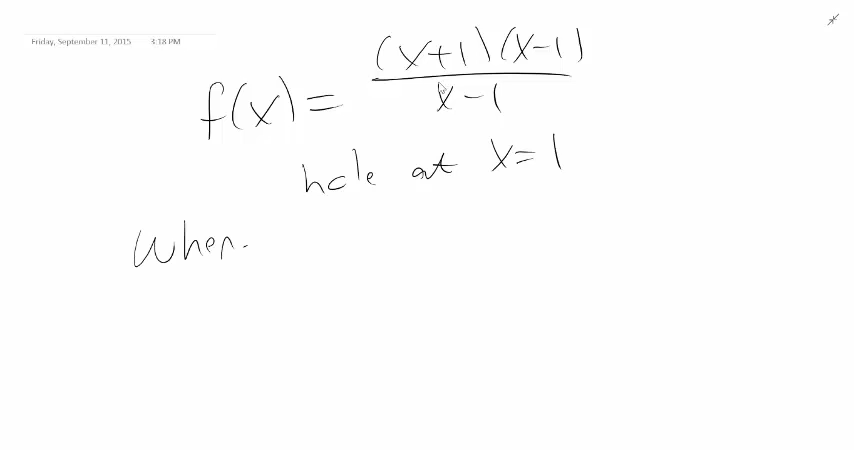 Friday, September 11, 2015 3:18 PM
f(x) = (x+1)(x-1)
x-1
hole at x=1
When